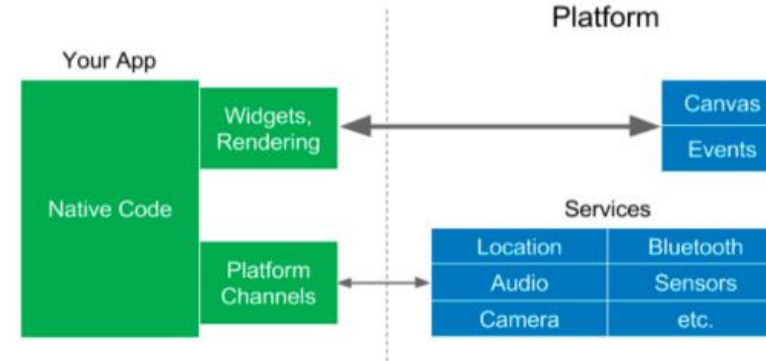 Platform
Your App
Widgets,
Rendering
Canvas
Events
Native Code
Services
Platform
Channels
Location
Bluetooth
Audio
Sensors
Camera
etc.